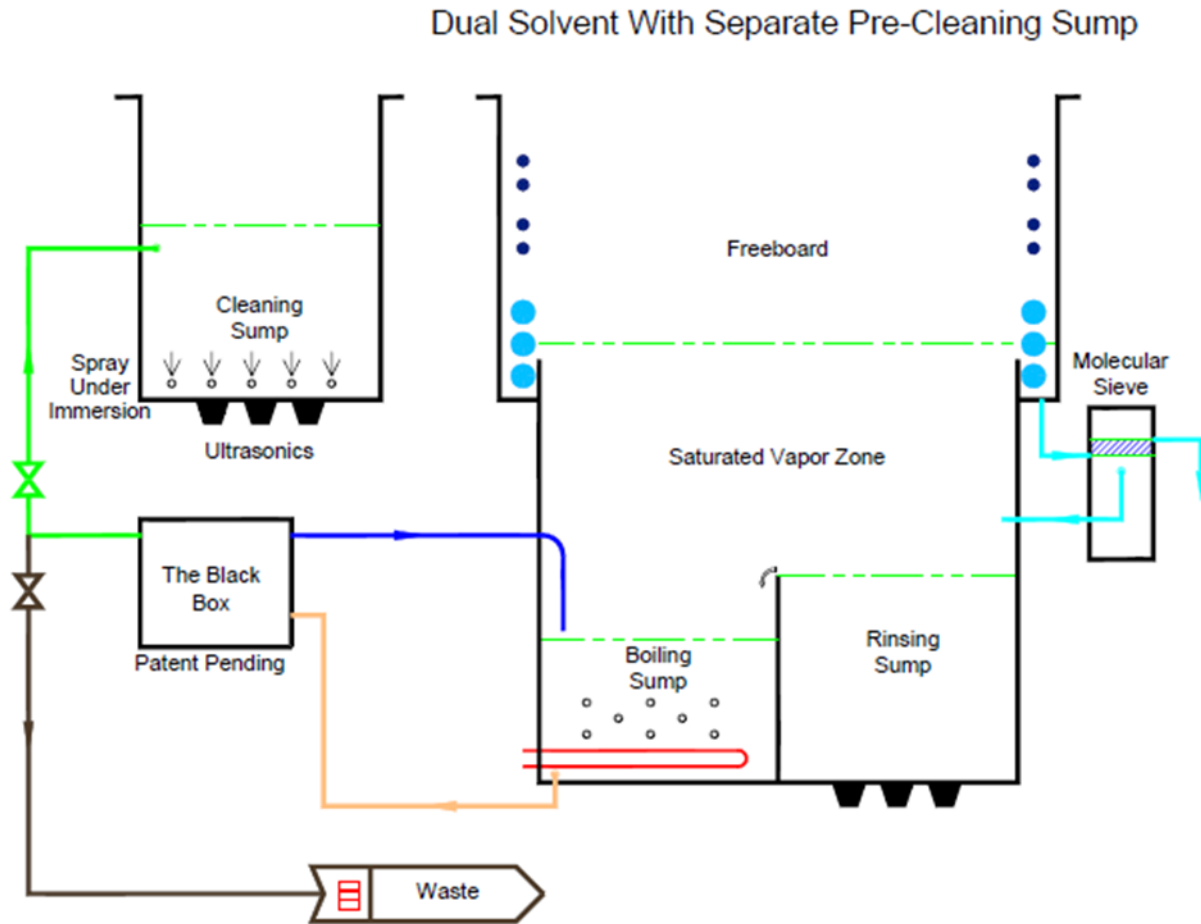 Dual Solvent With Separate Pre-Cleaning Sump
Freeboard
Cleaning
Sump
Spray
Under
Immersion
Ultrasonics
Molecular
Sieve
Saturated Vapor Zone
The Black
Box
Patent Pending
Boiling
Sump
Rinsing
Sump
Waste